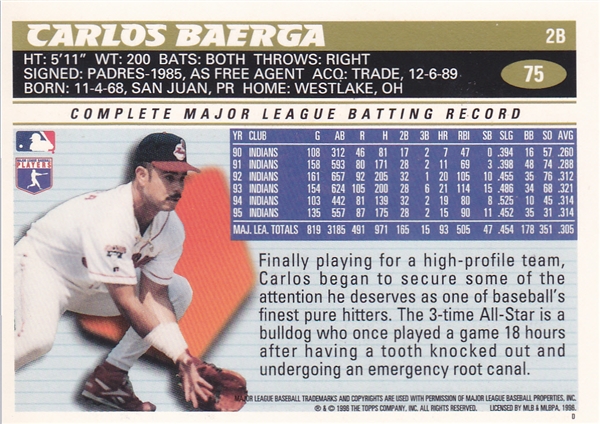 CARLOS BAERGA
2B
HT: 5'11" WT: 200 BATS: BOTH THROWS: RIGHT
SIGNED: PADRES-1985, AS FREE AGENT ACQ: TRADE, 12-6-89
BORN: 11-4-68, SAN JUAN, PR HOME: WESTLAKE, OH
75
COMPLETE MAJOR LEAGUE BATTING RECORD
YR CLUB G AB R H 2B 3B HR RBI SB SLG BB SO AVG
90 INDIANS 108 312 46 81 17 2 7 47 0 .394 16 57 .260
91 INDIANS 158 593 80 171 28 2 11 69 3 .398 48 74 .288
92 INDIANS 161 657 92 205 32 1 20 105 10 .455 35 76 .312
93 INDIANS 154 624 105 200 28 6 21 114 15 .486 34 68 .321
94 INDIANS 103 442 81 139 32 2 19 80 8 .525 10 45 .314
95 INDIANS 135 557 87 175 28 2 15 90 11 .452 35 31 .314
MAJ. LEA. TOTALS 819 3185 491 971 165 15 93 505 47 .454 178 351 .305
PLAYERS
Finally playing for a high-profile team,
Carlos began to secure some of the
attention he deserves as one of baseball's
finest pure hitters. The 3-time All-Star is a
bulldog who once played a game 18 hours
after having a tooth knocked out and
undergoing an emergency root canal.
MAJOR LEAGUE BASEBALL TRADEMARKS AND COPYRIGHTS ARE USED WITH PERMISSION OF MAJOR LEAGUE BASEBALL PROPERTIES, INC.
® & © 1996 THE TOPPS COMPANY, INC. ALL RIGHTS RESERVED. LICENSED BY MLB & MLBPA, 1996.